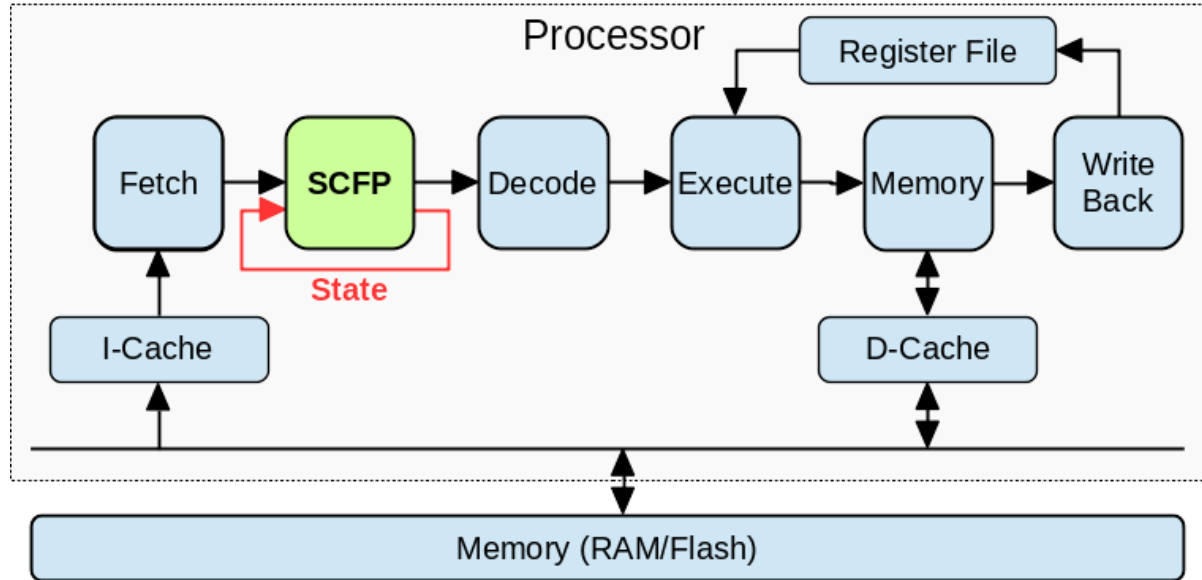 Processor
Register File
Fetch
SCFP
Decode
Execute
Memory
Write
Back
State
I-Cache
D-Cache
Memory (RAM/Flash)